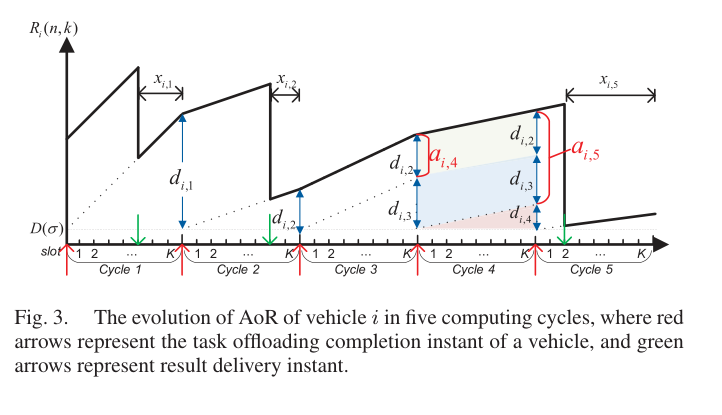 R_i(n,k)
x_{i,1} x_{i,2} x_{i,5}
d_{i,1} d_{i,2} d_{i,2} a_{i,4} d_{i,2} a_{i,5}
d_{i,3} d_{i,3}
d_{i,4}
D(σ)
slot 1 2 ... K 1 2 ... K 1 2 ... K 1 2 ... K 1 2 ... K
Cycle 1 Cycle 2 Cycle 3 Cycle 4 Cycle 5
Fig. 3. The evolution of AoR of vehicle i in five computing cycles, where red
arrows represent the task offloading completion instant of a vehicle, and green
arrows represent result delivery instant.